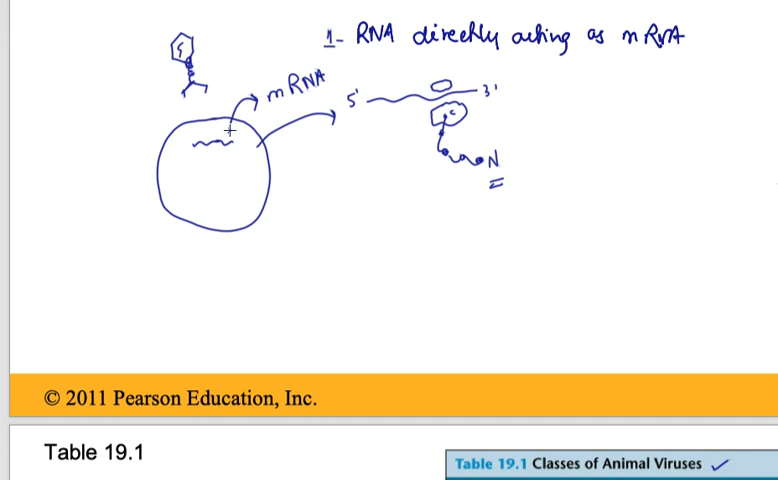 1- RNA directly acting as mRNA
mRNA
5' 3'
C
N
© 2011 Pearson Education, Inc.
Table 19.1
Table 19.1 Classes of Animal Viruses